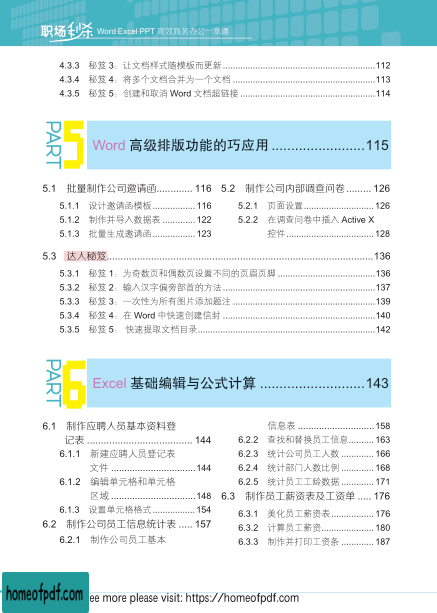 职场秒杀 Word Excel PPT 高效商务办公一本通
4.3.3 秘笈 3：让文档样式随模板而更新 ..........112
4.3.4 秘笈 4：将多个文档合并为一个文档 ..........113
4.3.5 秘笈 5：创建和取消 Word 文档超链接 ..........114
PART 5
Word 高级排版功能的巧应用 ..........115
5.1 批量制作公司邀请函.......... 116
5.1.1 设计邀请函模板.......... 116
5.1.2 制作并导入数据表.......... 122
5.1.3 批量生成邀请函.......... 123
5.2 制作公司内部调查问卷.......... 126
5.2.1 页面设置.......... 126
5.2.2 在调查问卷中插入 Active X
控件.......... 128
5.3 达人秘笈..........136
5.3.1 秘笈 1：为奇数页和偶数页设置不同的页眉页脚 ..........136
5.3.2 秘笈 2：输入汉字偏旁部首的方法..........137
5.3.3 秘笈 3：一次性为所有图片添加题注 ..........139
5.3.4 秘笈 4：在 Word 中快速创建信封 ..........140
5.3.5 秘笈 5： 快速提取文档目录..........142
PART 6
Excel 基础编辑与公式计算 ..........143
6.1 制作应聘人员基本资料登
记表 .......... 144
6.1.1 新建应聘人员登记表
文件 ..........144
6.1.2 编辑单元格和单元格
区域 ..........148
6.1.3 设置单元格格式.......... 154
6.2 制作公司员工信息统计表 ..... 157
6.2.1 制作公司员工基本
信息表 .......... 158
6.2.2 查找和替换员工信息.......... 163
6.2.3 统计公司员工人数 .......... 166
6.2.4 统计部门人数比例 .......... 168
6.2.5 统计员工工龄数据 .......... 171
6.3 制作员工薪资表及工资单 ..... 176
6.3.1 美化员工薪资表.......... 176
6.3.2 计算员工薪资.......... 180
6.3.3 制作并打印工资条 .......... 187
homeofpdf.com
ee more please visit: https://homeofpdf.com